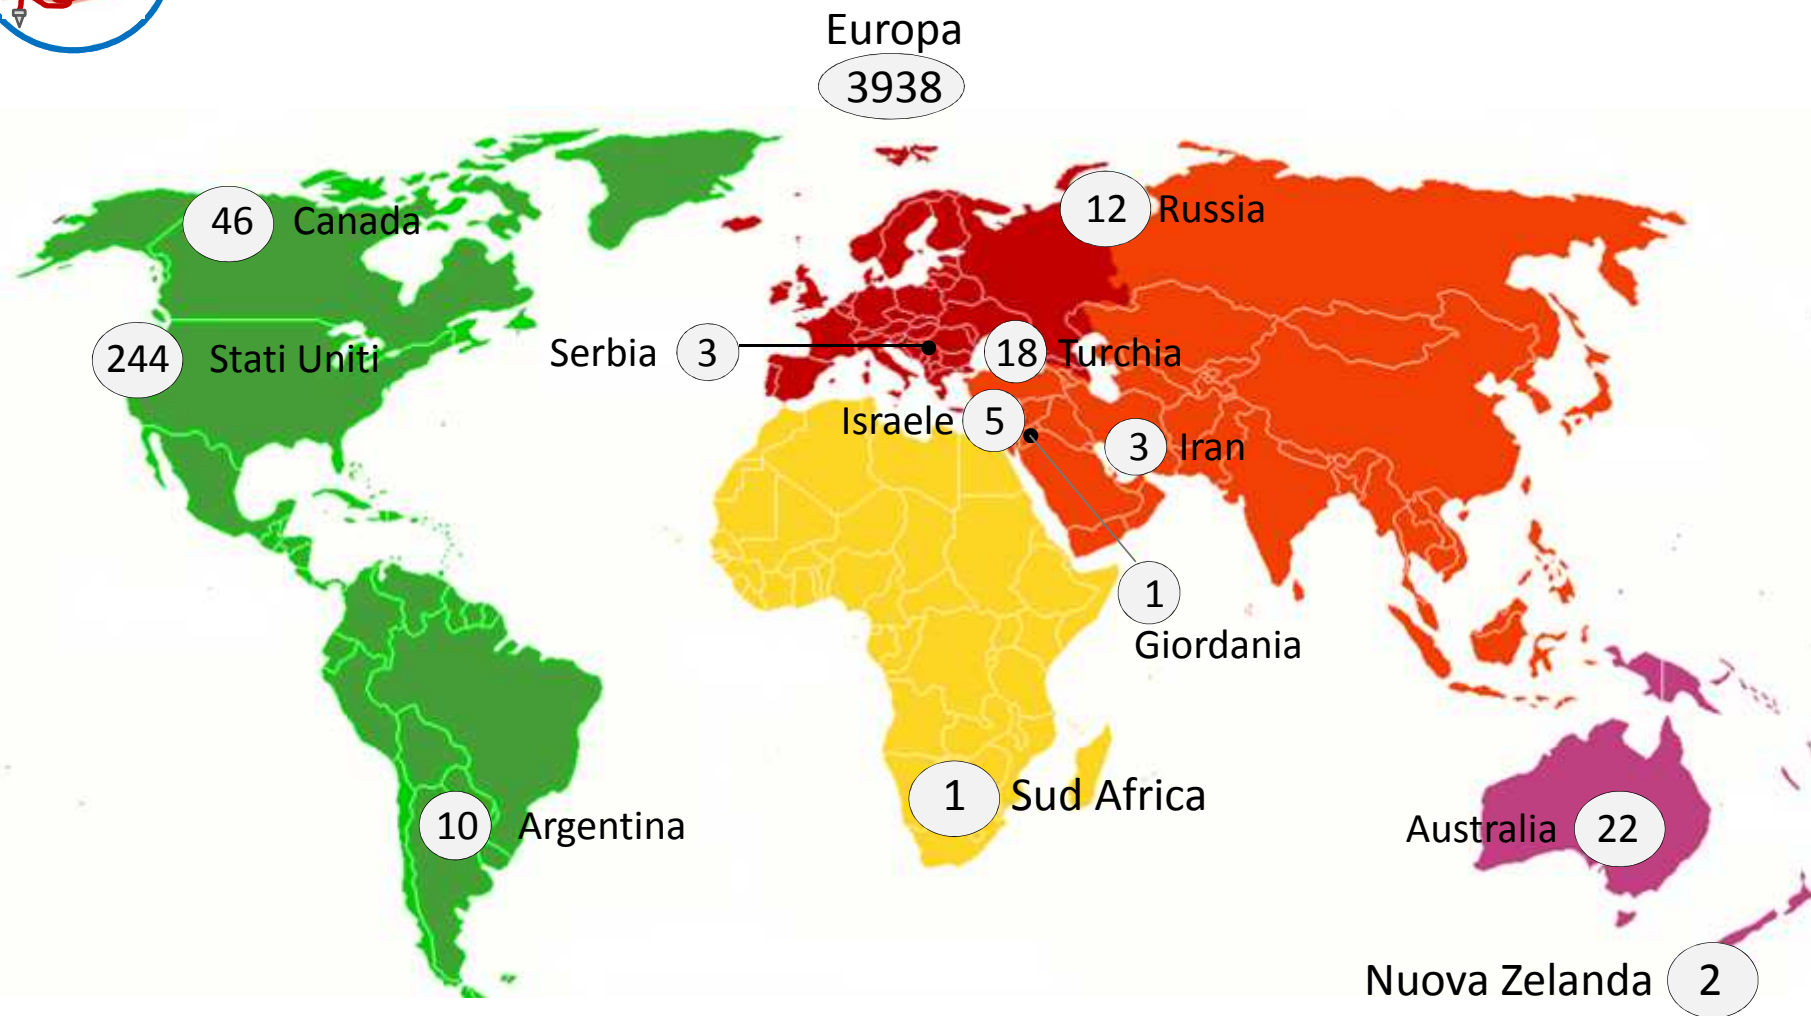 Europa
3938
46 Canada
12 Russia
244 Stati Uniti
Serbia 3
18 Turchia
Israele 5
3 Iran
1
Giordania
1 Sud Africa
10 Argentina
Australia 22
Nuova Zelanda 2